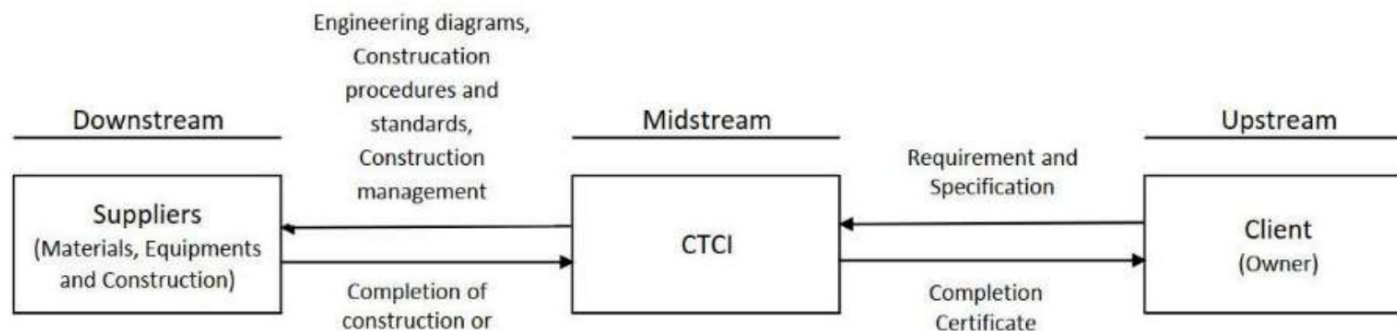 Engineering diagrams,
Construcation
procedures and
standards,
Construction
management
Downstream
Midstream
Upstream
Requirement and
Specification
Suppliers
(Materials, Equipments
and Construction)
CTCI
Client
(Owner)
Completion of
construction or
Completion
Certificate